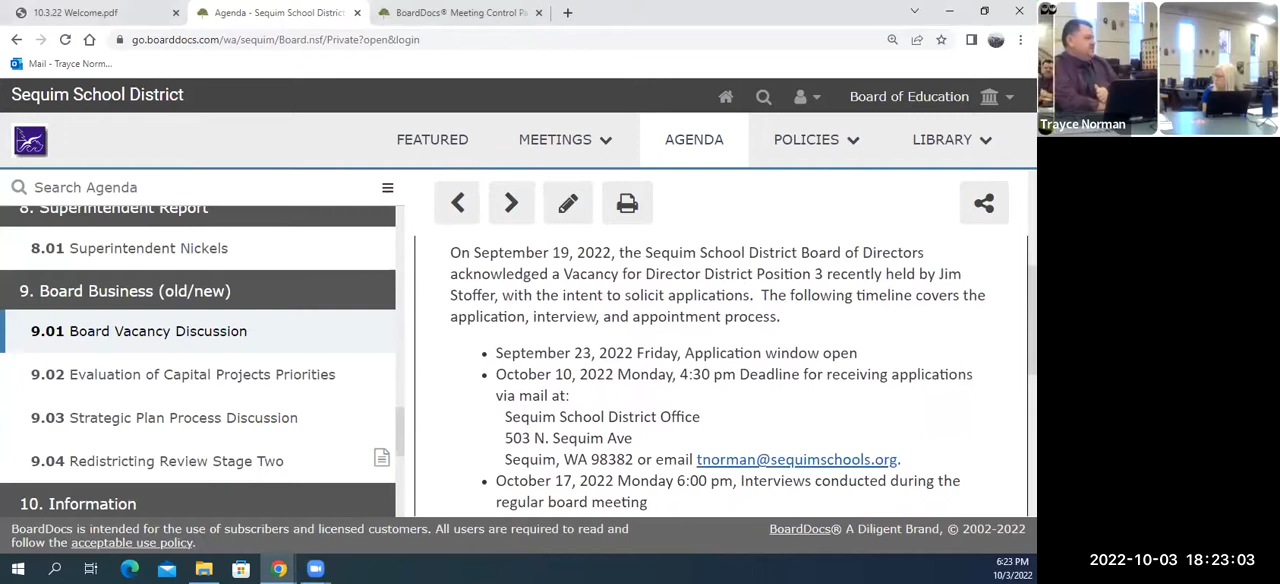 10.3.22 Welcome.pdf
Agenda - Sequim School District
BoardDocs® Meeting Control Pa
go.boarddocs.com/wa/sequim/Board.nsf/Private?open&login
Mail - Trayce Norm...
Sequim School District
Board of Education
FEATURED
MEETINGS
AGENDA
POLICIES
LIBRARY
Search Agenda
8. Superintendent Report
8.01 Superintendent Nickels
9. Board Business (old/new)
9.01 Board Vacancy Discussion
9.02 Evaluation of Capital Projects Priorities
9.03 Strategic Plan Process Discussion
9.04 Redistricting Review Stage Two
10. Information
On September 19, 2022, the Sequim School District Board of Directors
acknowledged a Vacancy for Director District Position 3 recently held by Jim
Stoffer, with the intent to solicit applications. The following timeline covers the
application, interview, and appointment process.
• September 23, 2022 Friday, Application window open
• October 10, 2022 Monday, 4:30 pm Deadline for receiving applications
via mail at:
Sequim School District Office
503 N. Sequim Ave
Sequim, WA 98382 or email tnorman@sequimschools.org.
• October 17, 2022 Monday 6:00 pm, Interviews conducted during the
regular board meeting
BoardDocs is intended for the use of subscribers and licensed customers. All users are required to read and
follow the acceptable use policy.
BoardDocs® A Diligent Brand, © 2002-2022
6:23 PM
10/3/2022
Trayce Norman
2022-10-03 18:23:03